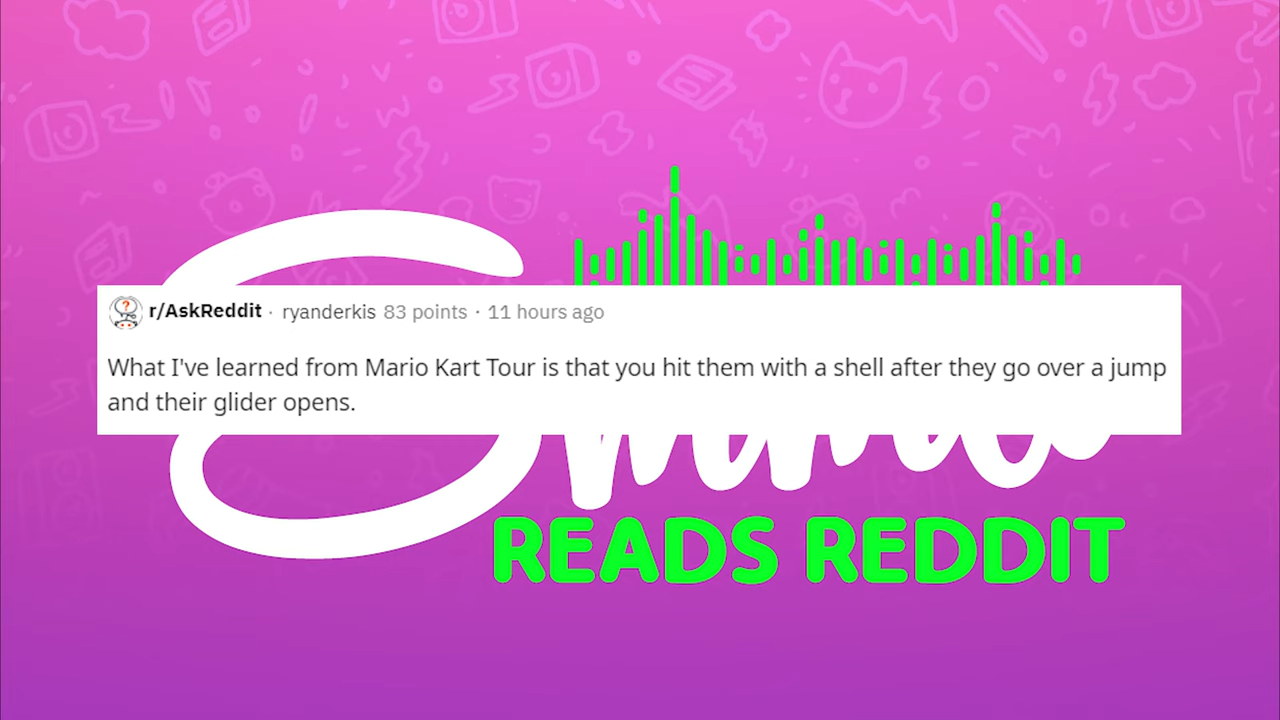 r/AskReddit · ryanderkis 83 points · 11 hours ago
What I've learned from Mario Kart Tour is that you hit them with a shell after they go over a jump
and their glider opens.
READS REDDIT